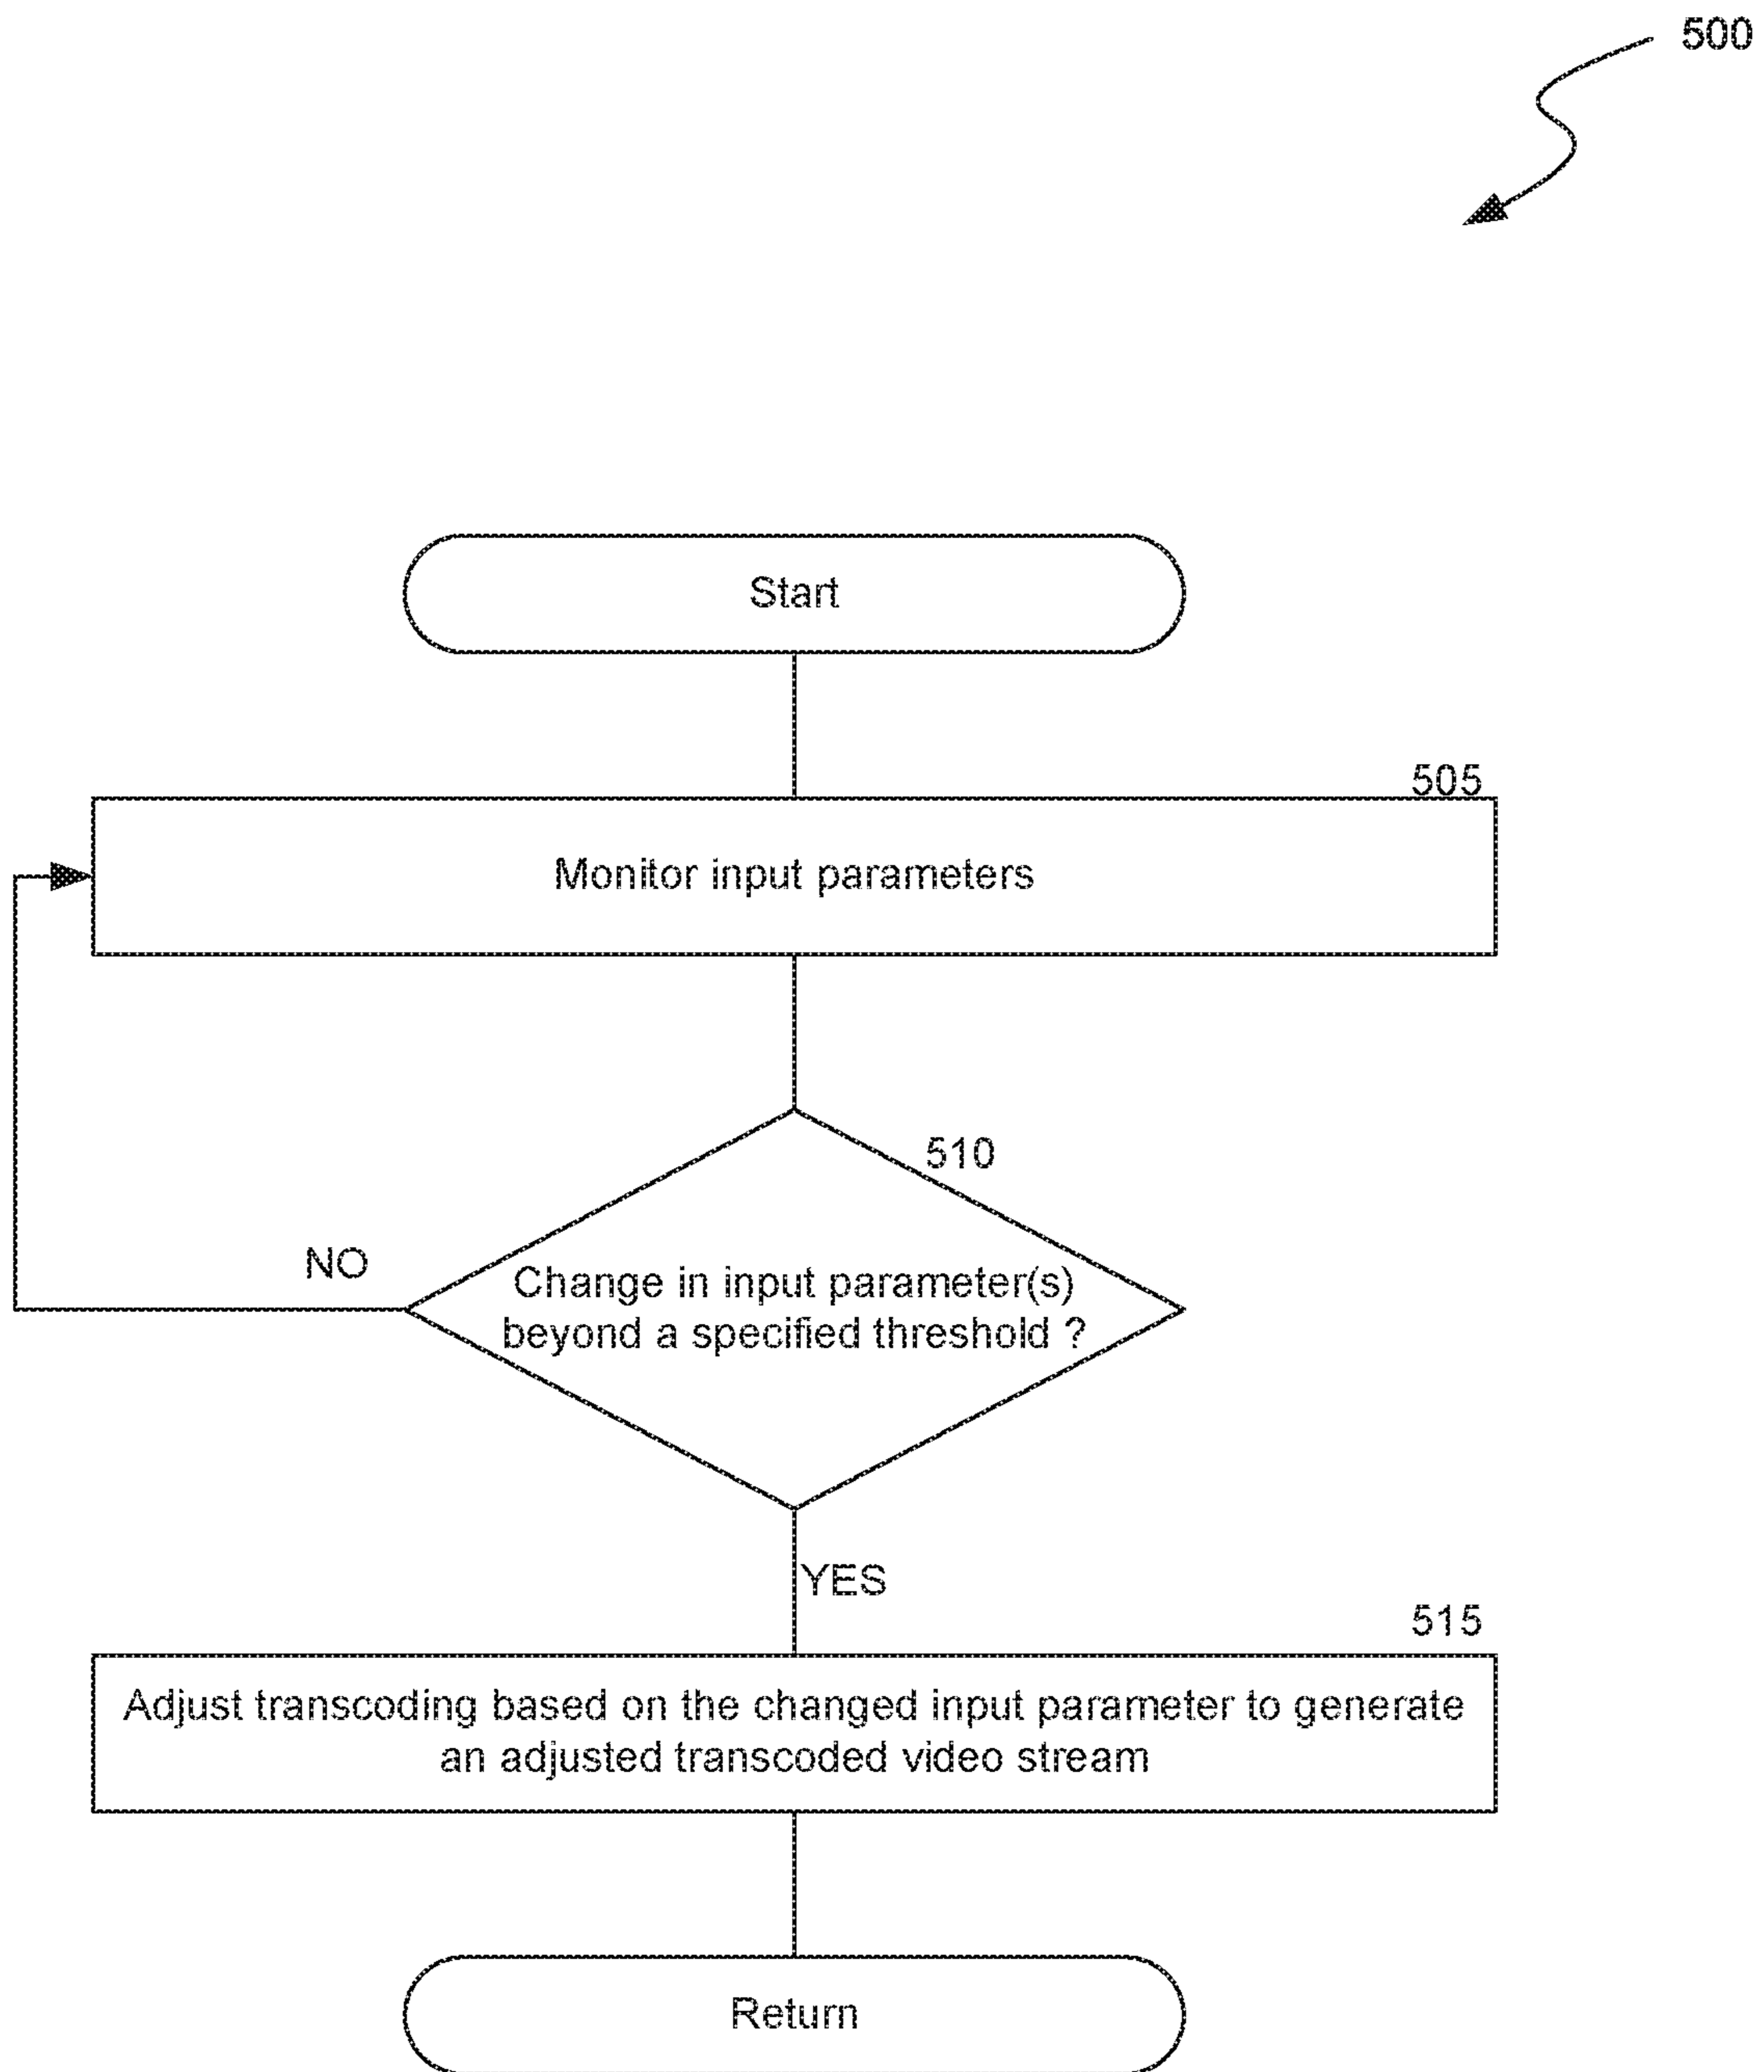 500
Start
505
Monitor input parameters
510
NO
Change in input parameter(s)
beyond a specified threshold ?
YES
515
Adjust transcoding based on the changed input parameter to generate
an adjusted transcoded video stream
Return